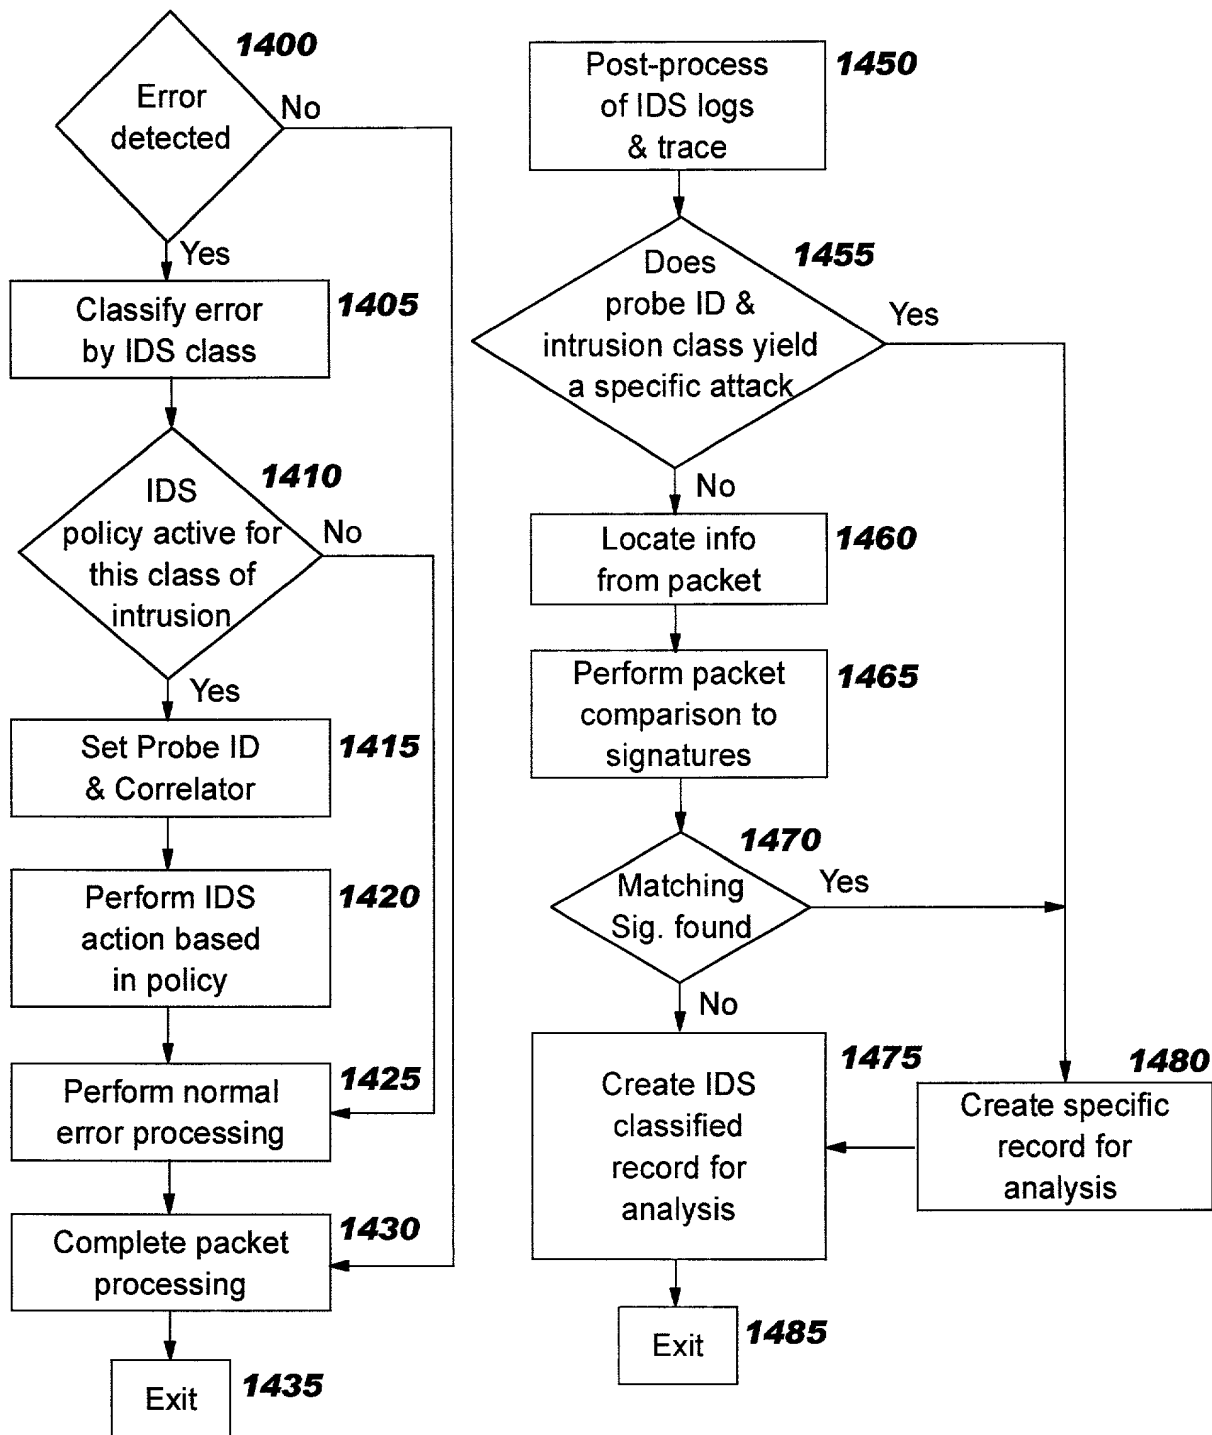 1400
Error
detected
No
Yes
Classify error
by IDS class
1405
1410
IDS
policy active for
this class of
intrusion
No
Yes
Set Probe ID
& Correlator
1415
Perform IDS
action based
in policy
1420
Perform normal
error processing
1425
Complete packet
processing
1430
Exit
1435
Post-process
of IDS logs
& trace
1450
1455
Does
probe ID &
intrusion class yield
a specific attack
Yes
No
Locate info
from packet
1460
Perform packet
comparison to
signatures
1465
1470
Matching
Sig. found
Yes
No
Create IDS
classified
record for
analysis
1475
1480
Create specific
record for
analysis
Exit
1485